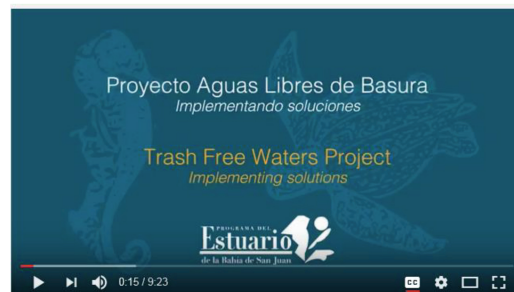 Proyecto Aguas Libres de Basura
Implementando soluciones
Trash Free Waters Project
Implementing solutions
PROGRAMA DEL
Estuario
de la Bahía de San Juan
0:15 / 9:23
CC